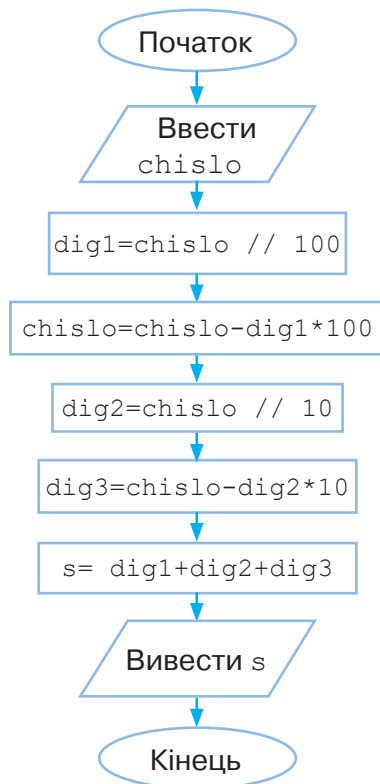 Початок
Ввести
chislo
dig1=chislo // 100
chislo=chislo-dig1*100
dig2=chislo // 10
dig3=chislo-dig2*10
s= dig1+dig2+dig3
Вивести s
Кінець